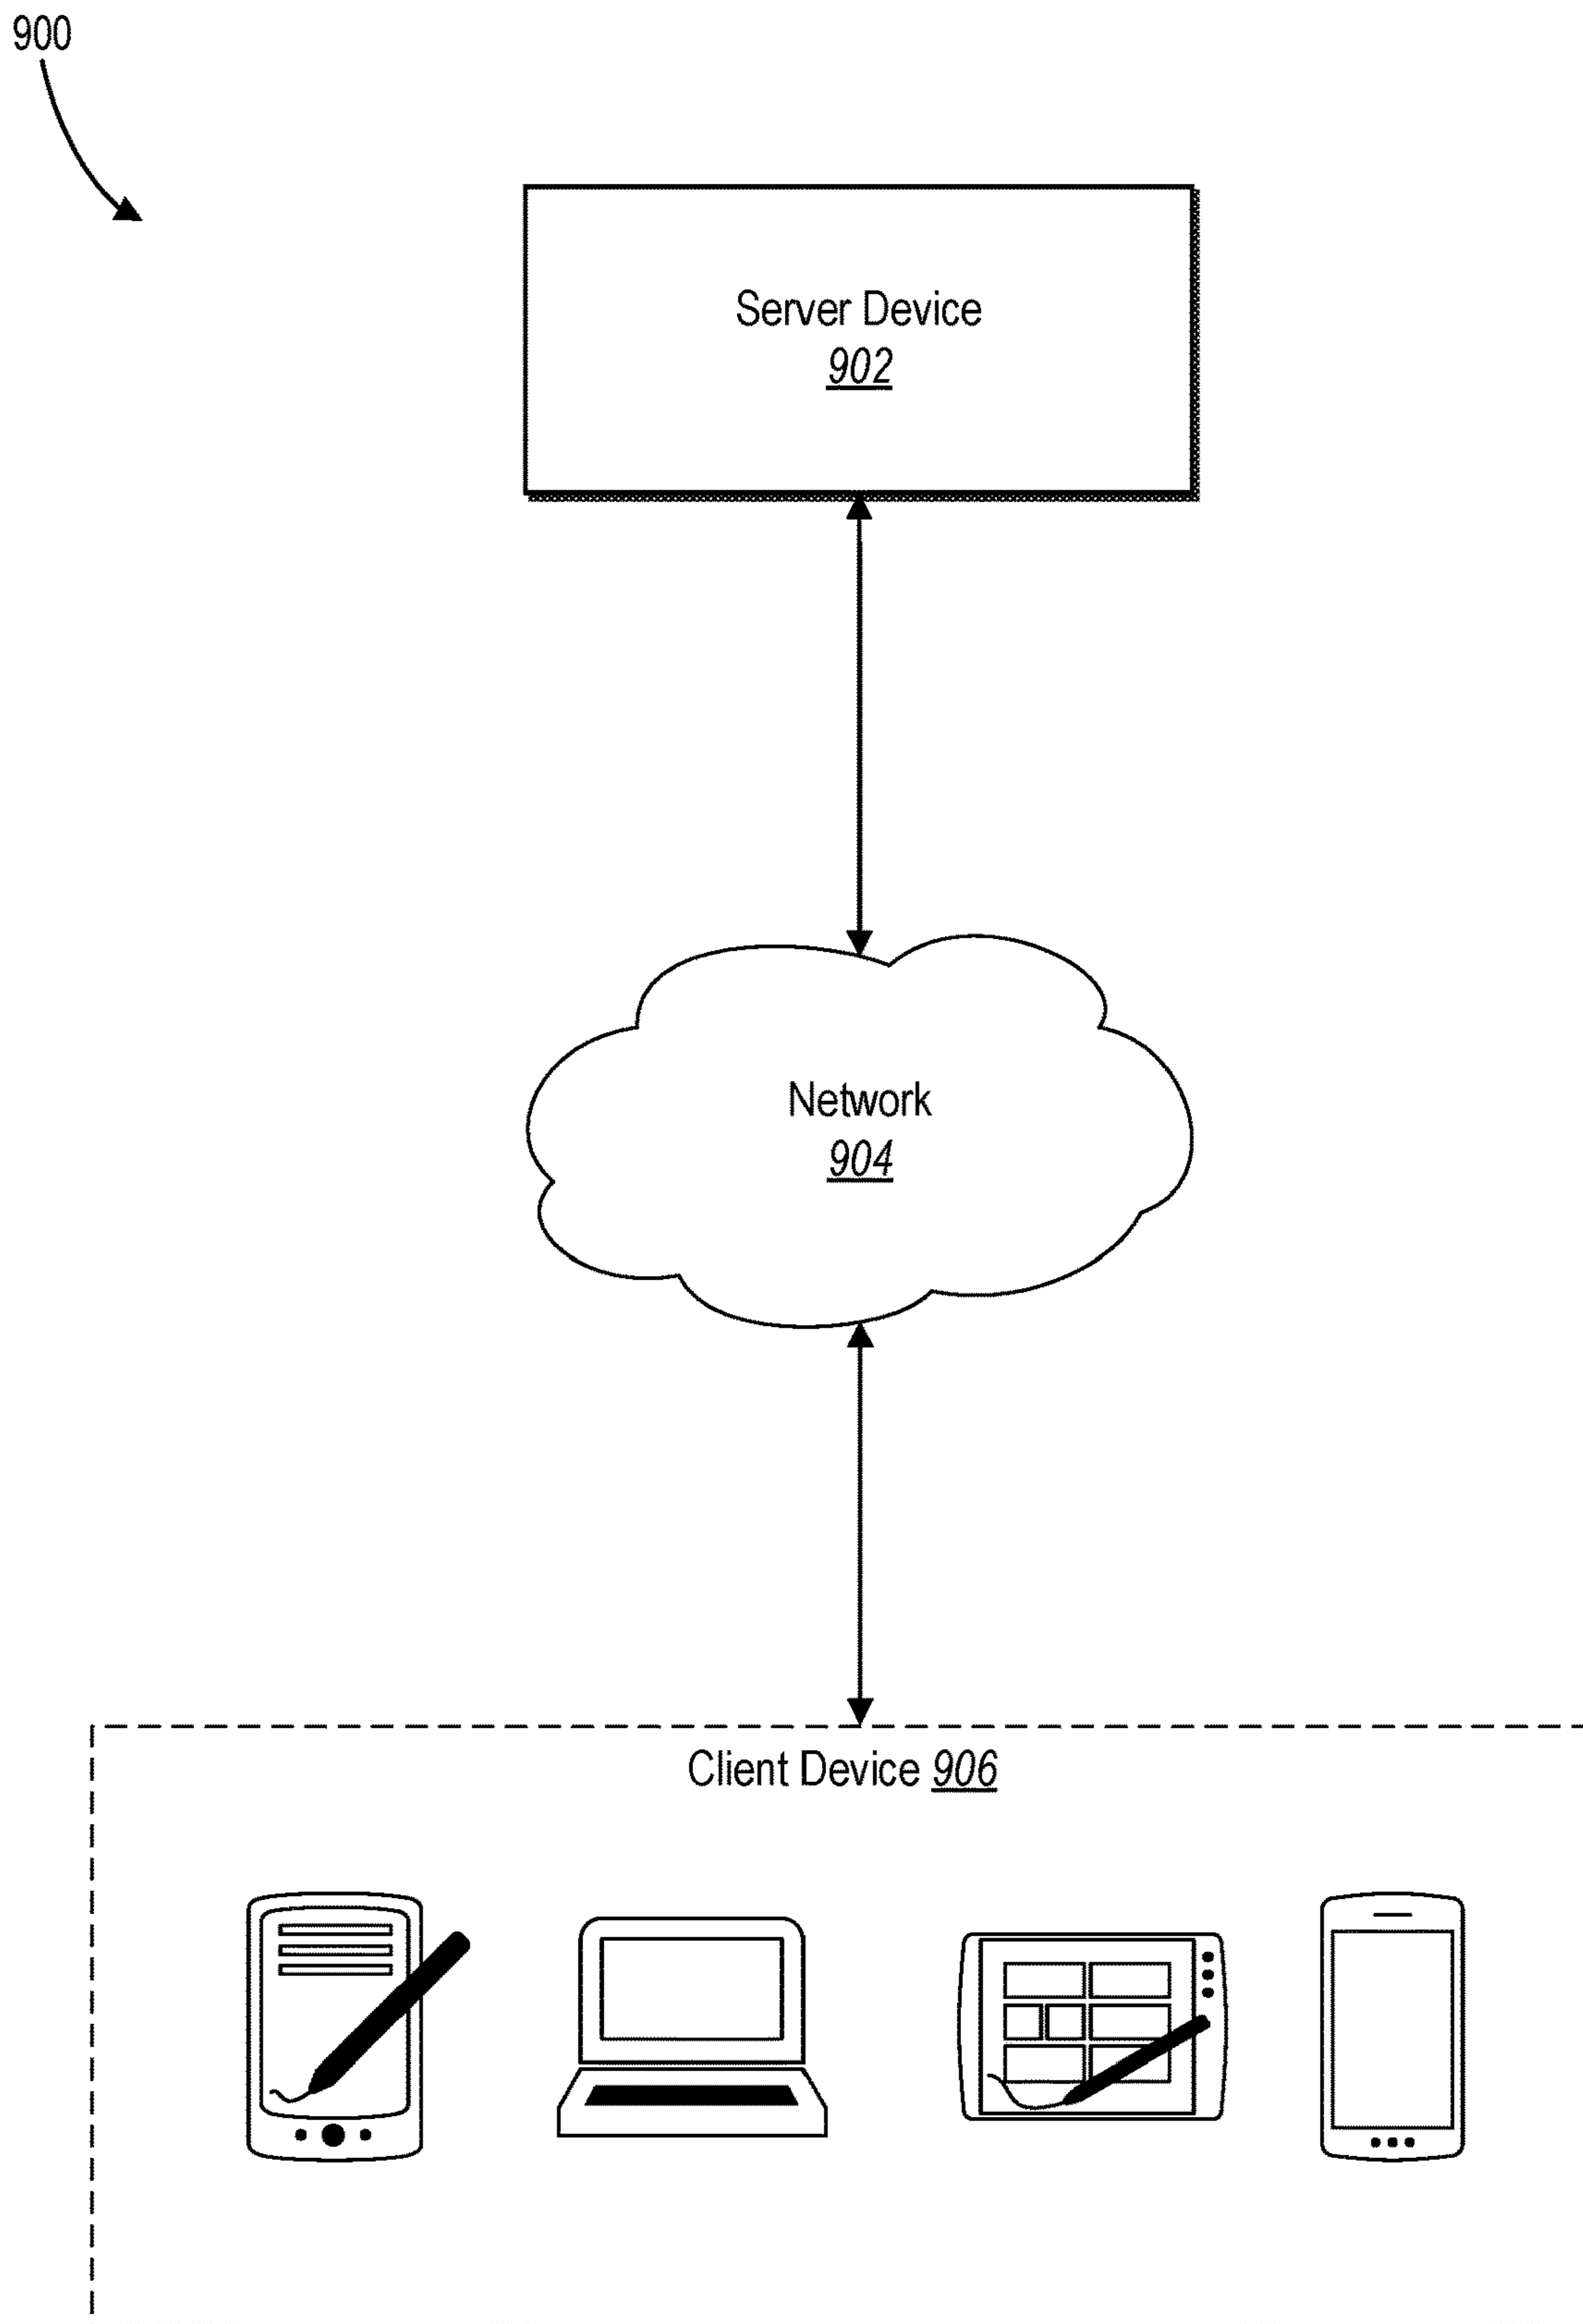 900
Server Device
902
Network
904
Client Device 906